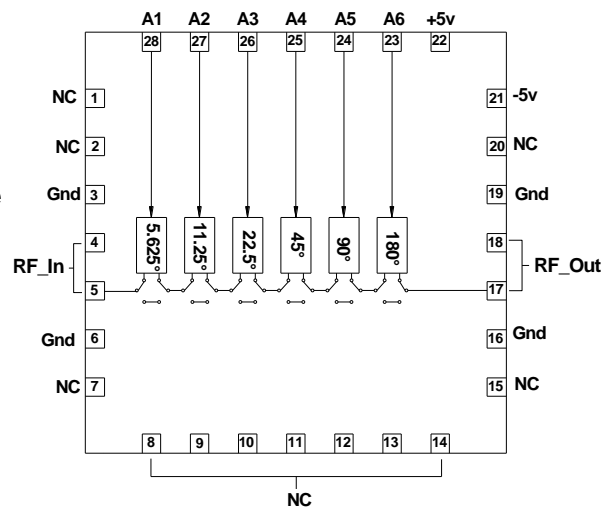 A1 A2 A3 A4 A5 A6 +5v
28 27 26 25 24 23 22
NC 1
21 -5v
NC 2
20 NC
Gnd 3
19 Gnd
e
5.625° 11.25° 22.5° 45° 90° 180°
4
18
RF_In
RF_Out
5
17
Gnd 6
16 Gnd
NC 7
15 NC
8 9 10 11 12 13 14
NC